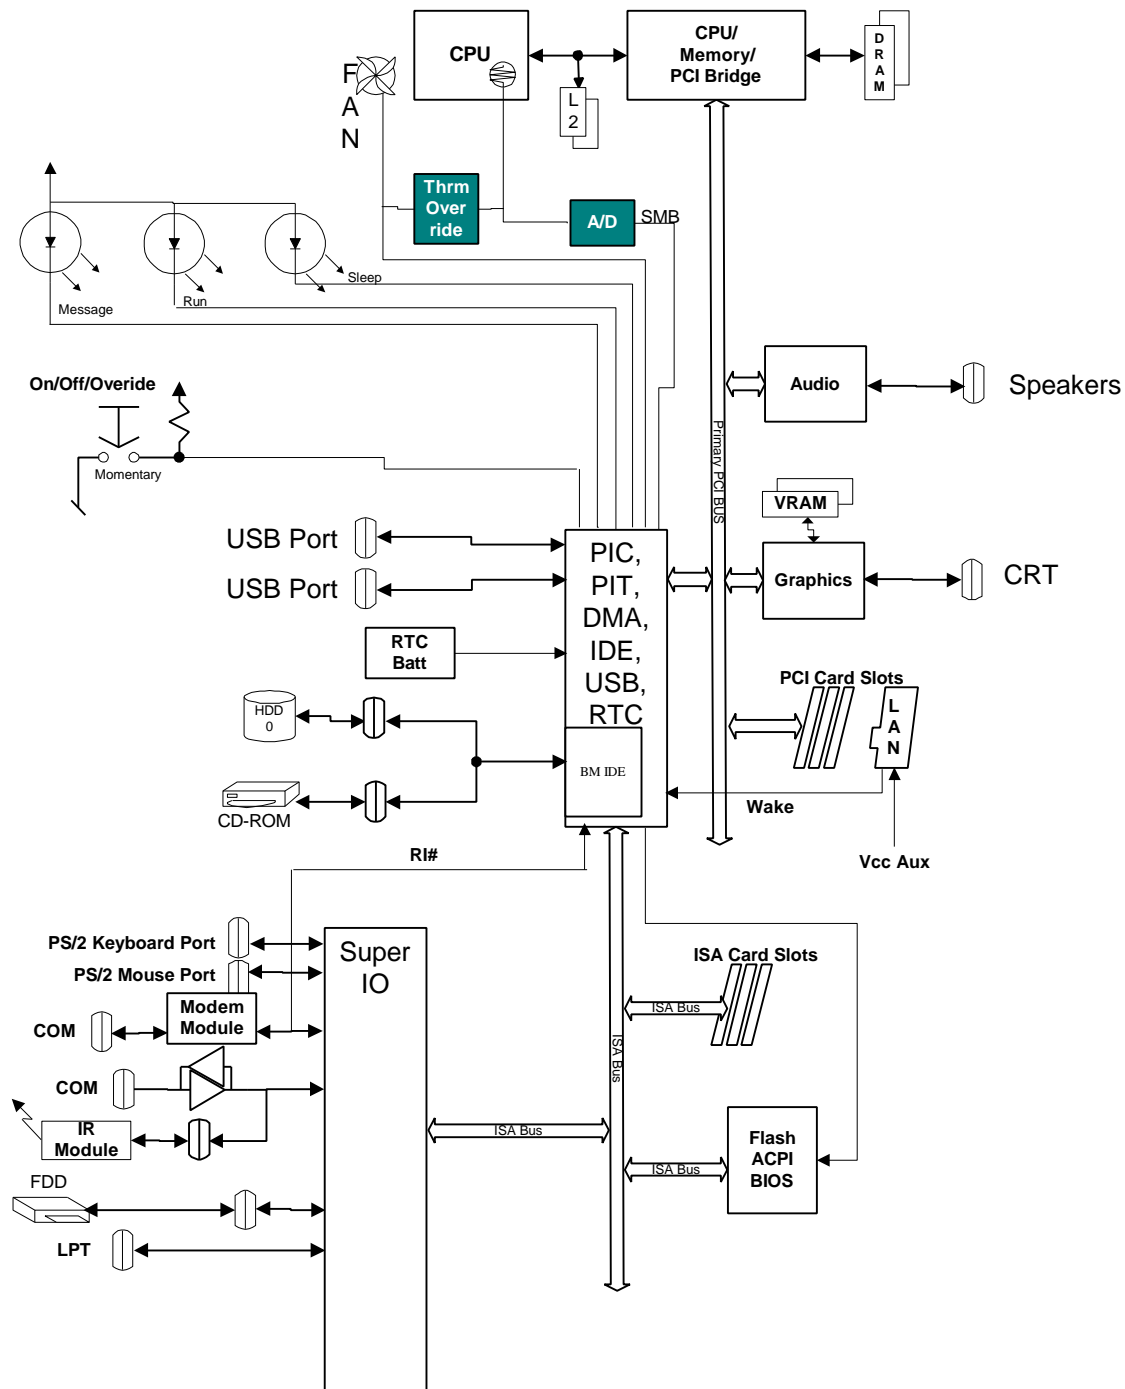 CPU
CPU/
Memory/
PCI Bridge
D
R
A
M
F
A
N
L
2
Thrm
Over
ride
A/D
SMB
Message
Run
Sleep
On/Off/Overide
Momentary
Primary PCI BUS
Audio
Speakers
VRAM
Graphics
CRT
USB Port
USB Port
PIC,
PIT,
DMA,
IDE,
USB,
RTC
RTC
Batt
HDD
0
BM IDE
CD-ROM
PCI Card Slots
L
A
N
Wake
Vcc Aux
RI#
PS/2 Keyboard Port
PS/2 Mouse Port
Super
IO
Modem
Module
COM
COM
IR
Module
FDD
LPT
ISA Card Slots
ISA Bus
ISA Bus
ISA Bus
ISA Bus
Flash
ACPI
BIOS